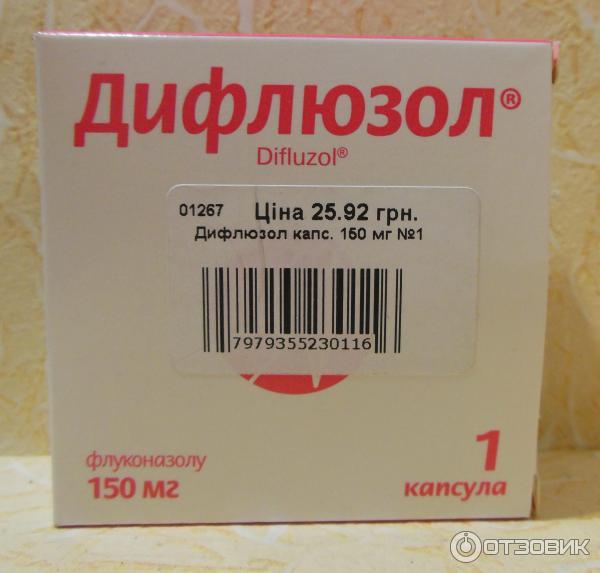 Дифлюзол®
Difluzol®
01267 Ціна 25.92 грн.
Дифлюзол капс. 150 мг №1
7979355230116
флуконазолу
150 мг
1
капсула
ОТЗОВИК